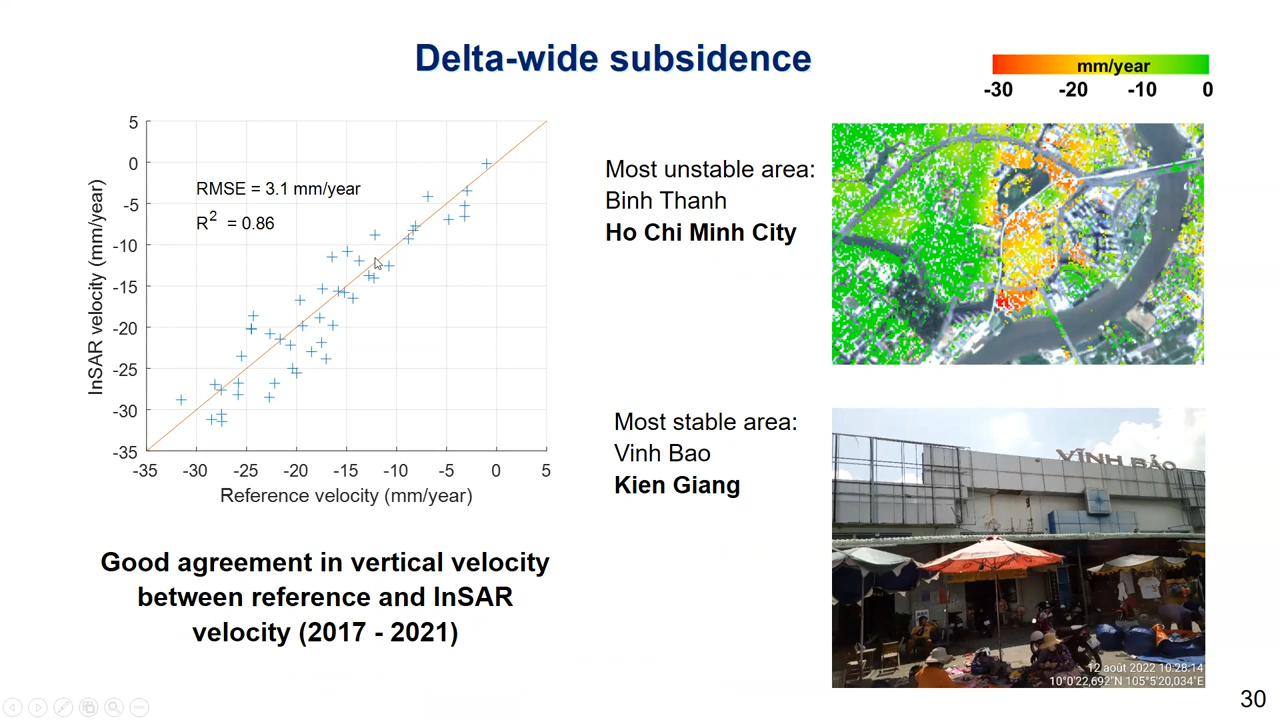 Delta-wide subsidence
mm/year
-30 -20 -10 0
5
0
-5
-10
-15
-20
-25
-30
-35
InSAR velocity (mm/year)
RMSE = 3.1 mm/year
R² = 0.86
-35 -30 -25 -20 -15 -10 -5 0 5
Reference velocity (mm/year)
Good agreement in vertical velocity
between reference and InSAR
velocity (2017 - 2021)
Most unstable area:
Binh Thanh
Ho Chi Minh City
Most stable area:
Vinh Bao
Kien Giang
VĨNH BẢO
12 août 2022 10:28:14
10°0'22,692"N 105°5'20,034"E
30